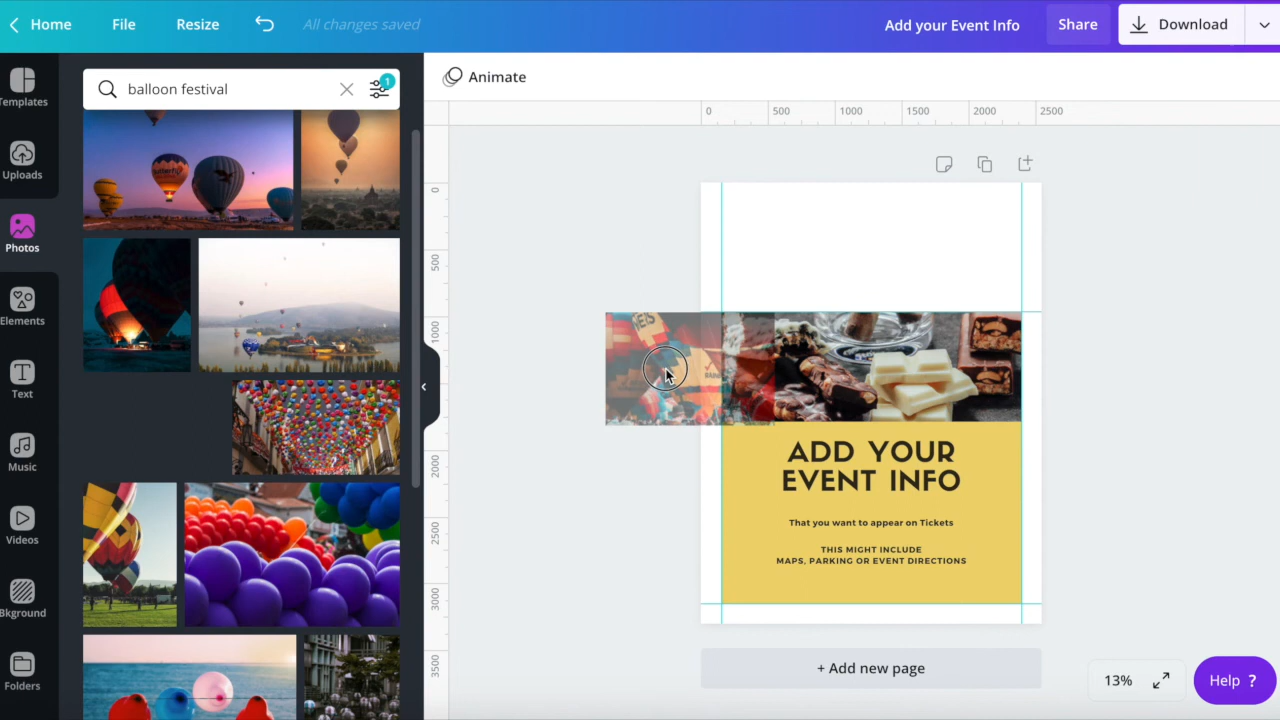 Home
File
Resize
All changes saved
Add your Event Info
Share
Download
Templates
Uploads
Photos
Elements
Text
Music
Videos
Bkground
Folders
balloon festival
1
Animate
0 500 1000 1500 2000 2500
0
500
1000
1500
2000
2500
3000
3500
ADD YOUR
EVENT INFO
That you want to appear on Tickets
THIS MIGHT INCLUDE
MAPS, PARKING OR EVENT DIRECTIONS
+ Add new page
13%
Help ?